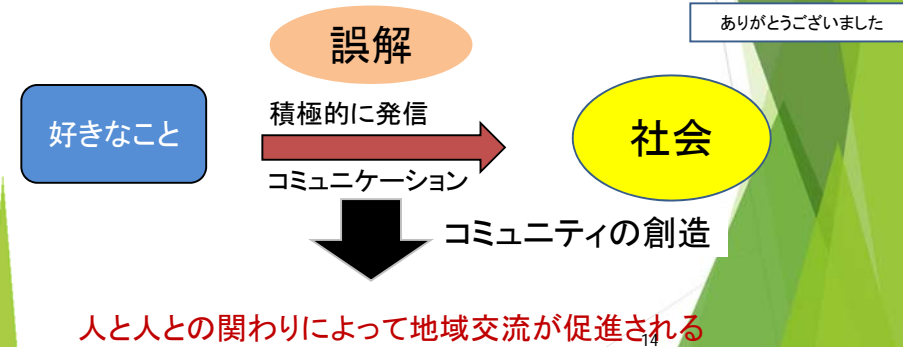 ありがとうございました
誤解
好きなこと
積極的に発信
コミュニケーション
社会
コミュニティの創造
人と人との関わりによって地域交流が促進される
14